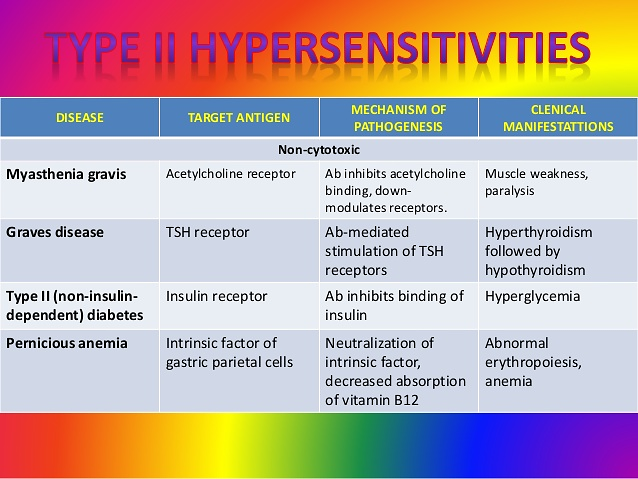 TYPE II HYPERSENSITIVITIES
DISEASE
TARGET ANTIGEN
MECHANISM OF
PATHOGENESIS
CLENICAL
MANIFESTATTIONS
Non-cytotoxic
Myasthenia gravis
Acetylcholine receptor
Ab inhibits acetylcholine
binding, down-
modulates receptors.
Muscle weakness,
paralysis
Graves disease
TSH receptor
Ab-mediated
stimulation of TSH
receptors
Hyperthyroidism
followed by
hypothyroidism
Type II (non-insulin-
dependent) diabetes
Insulin receptor
Ab inhibits binding of
insulin
Hyperglycemia
Pernicious anemia
Intrinsic factor of
gastric parietal cells
Neutralization of
intrinsic factor,
decreased absorption
of vitamin B12
Abnormal
erythropoiesis,
anemia